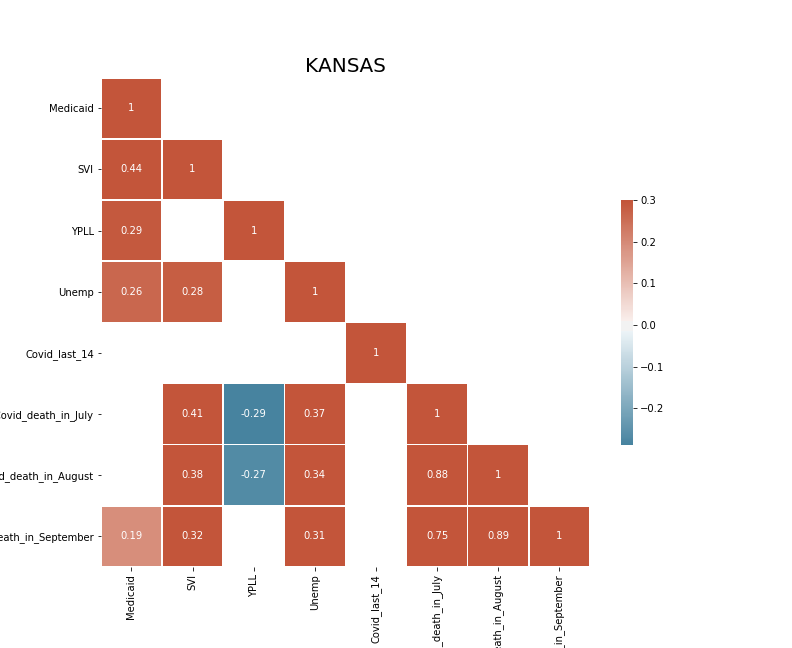 KANSAS
Medicaid 1
SVI 0.44 1
YPLL 0.29 1
Unemp 0.26 0.28 1
Covid_last_14 1
ovid_death_in_July 0.41 -0.29 0.37 1
d_death_in_August 0.38 -0.27 0.34 0.88 1
eath_in_September 0.19 0.32 0.31 0.75 0.89 1
Medicaid
SVI
YPLL
Unemp
Covid_last_14
_death_in_July
eath_in_August
_in_September
0.3
0.2
0.1
0.0
−0.1
−0.2